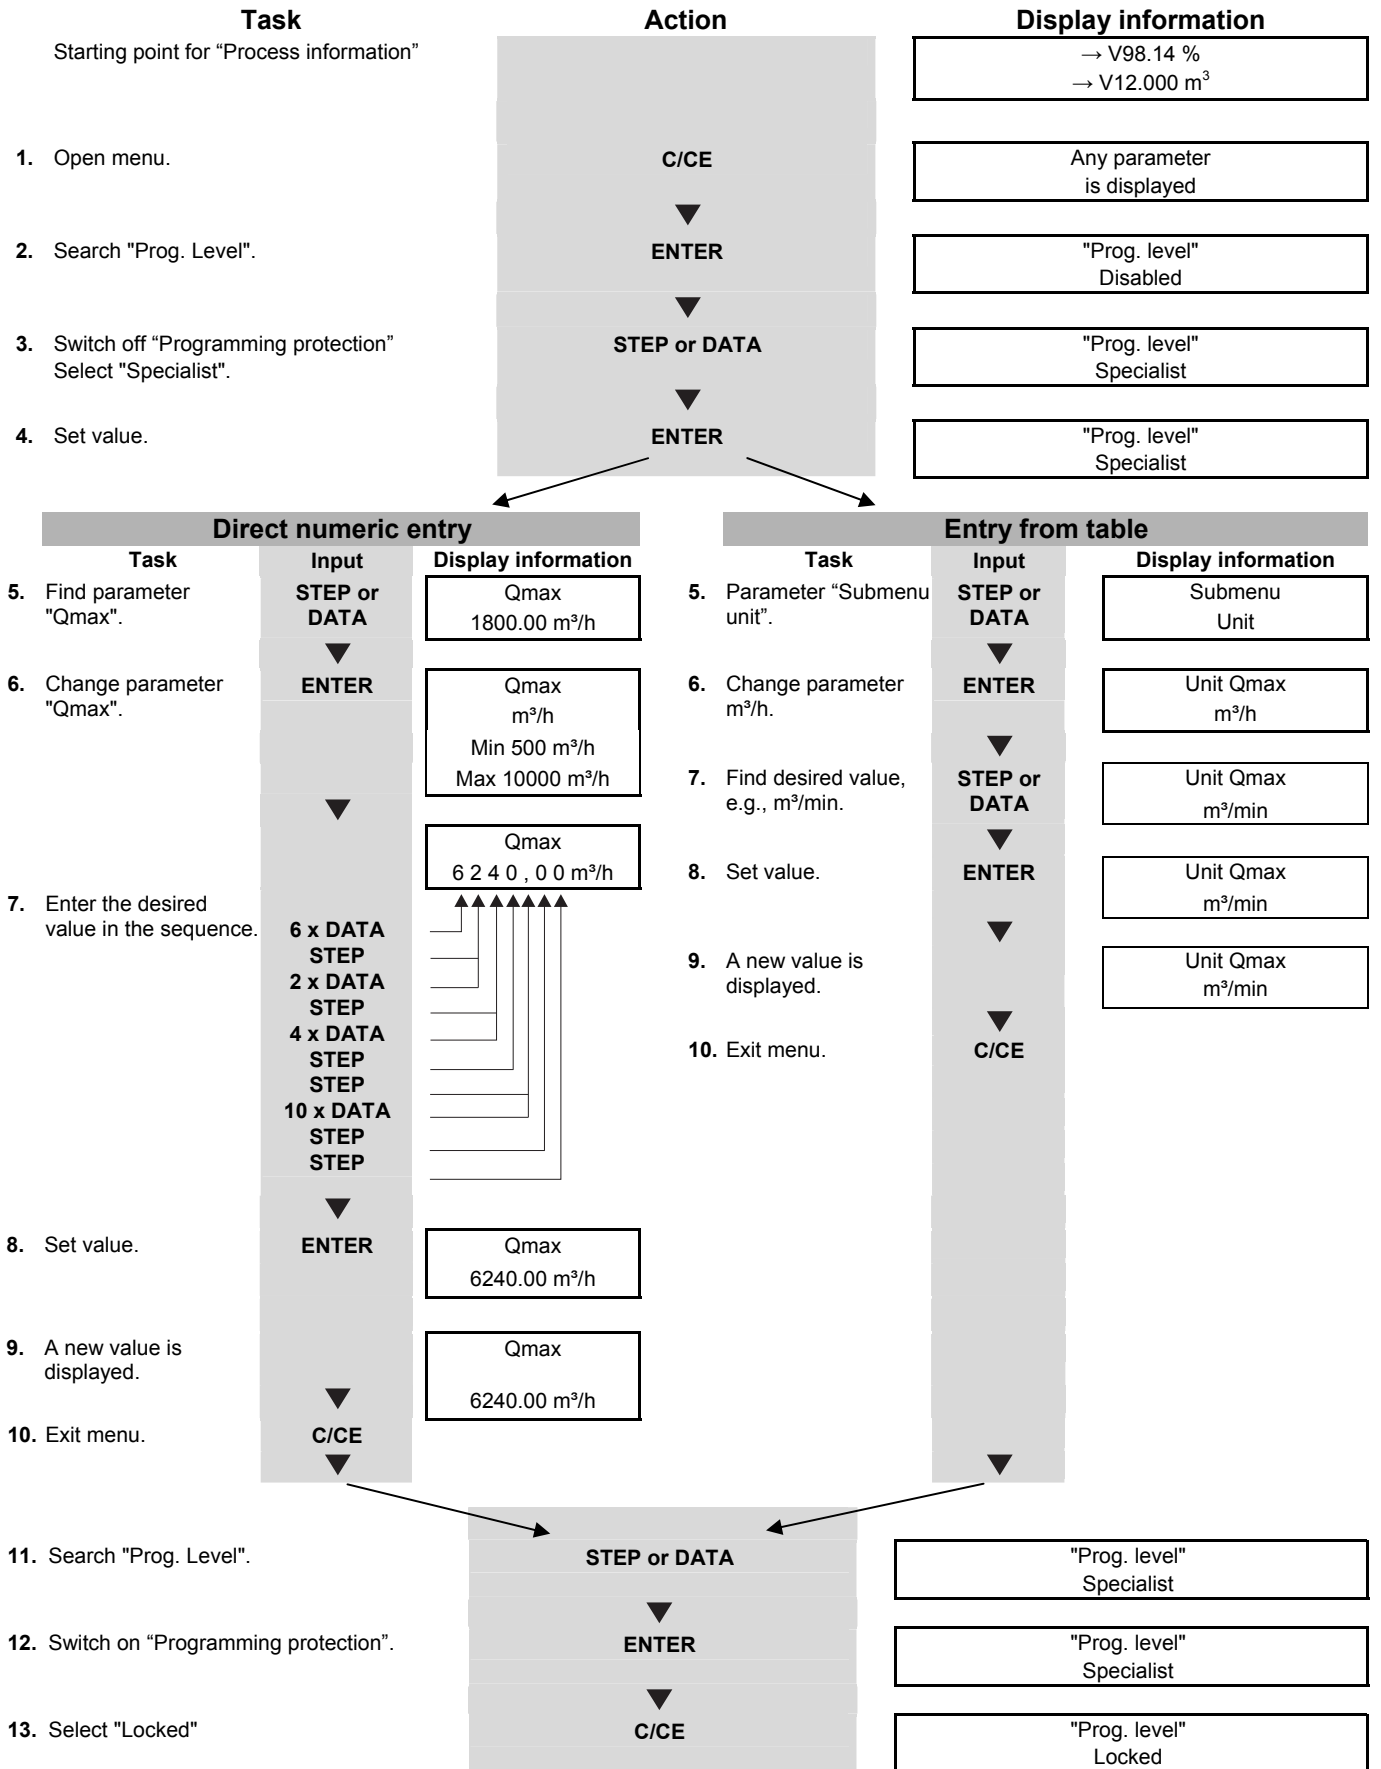 Task Action Display information
Starting point for “Process information”
→ V98.14 %
→ V12.000 m³
1. Open menu. C/CE Any parameter
is displayed
2. Search "Prog. Level". ENTER "Prog. level"
Disabled
3. Switch off “Programming protection” STEP or DATA "Prog. level"
Select "Specialist". Specialist
4. Set value. ENTER "Prog. level"
Specialist
Direct numeric entry
Task Input Display information
5. Find parameter STEP or Qmax
"Qmax". DATA 1800.00 m³/h
6. Change parameter ENTER Qmax
"Qmax". m³/h
Min 500 m³/h
Max 10000 m³/h
Qmax
6 2 4 0 , 0 0 m³/h
7. Enter the desired
value in the sequence. 6 x DATA
STEP
2 x DATA
STEP
4 x DATA
STEP
STEP
10 x DATA
STEP
STEP
8. Set value. ENTER Qmax
6240.00 m³/h
9. A new value is Qmax
displayed.
6240.00 m³/h
10. Exit menu. C/CE
Entry from table
Task Input Display information
5. Parameter “Submenu STEP or Submenu
unit”. DATA Unit
6. Change parameter ENTER Unit Qmax
m³/h. m³/h
7. Find desired value, STEP or Unit Qmax
e.g., m³/min. DATA m³/min
8. Set value. ENTER Unit Qmax
m³/min
9. A new value is Unit Qmax
displayed. m³/min
10. Exit menu. C/CE
11. Search "Prog. Level". STEP or DATA "Prog. level"
Specialist
12. Switch on “Programming protection”. ENTER "Prog. level"
Specialist
13. Select "Locked" C/CE "Prog. level"
Locked